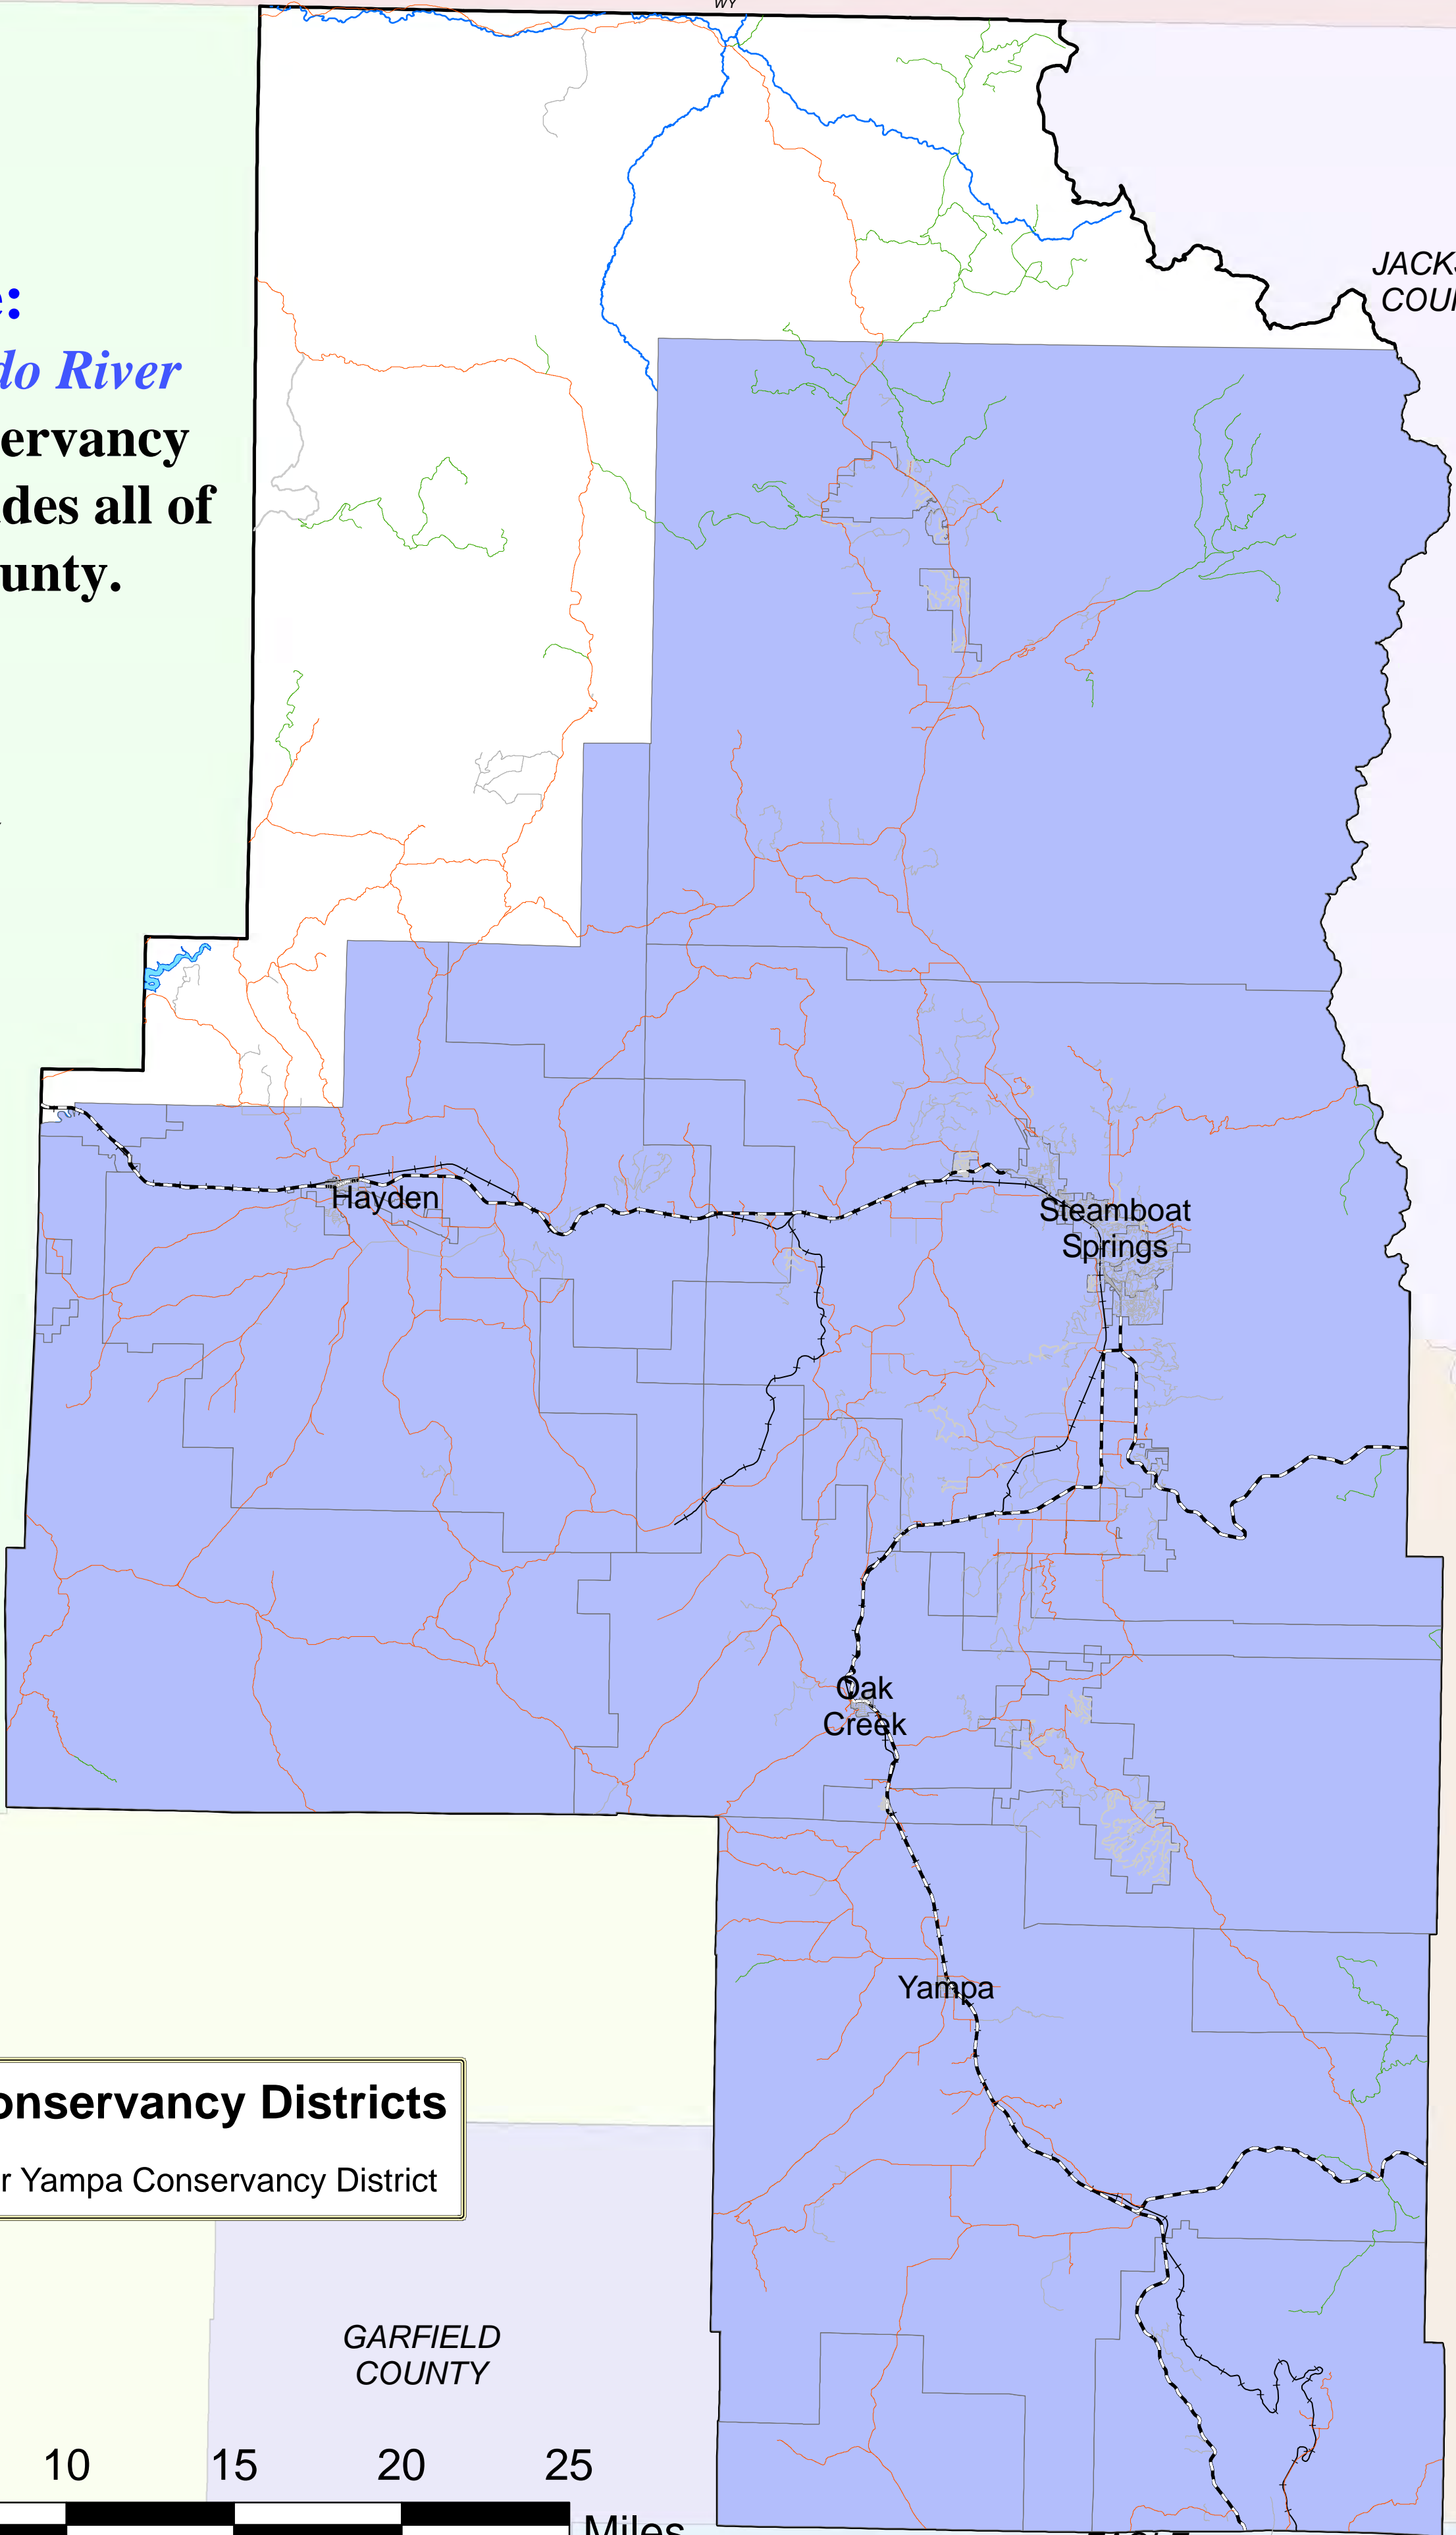 WY
JACKS
COU
e:
do River
ervancy
des all of
unty.
Hayden
Steamboat
Springs
Oak
Creek
Yampa
onservancy Districts
r Yampa Conservancy District
GARFIELD
COUNTY
10 15 20 25
Miles